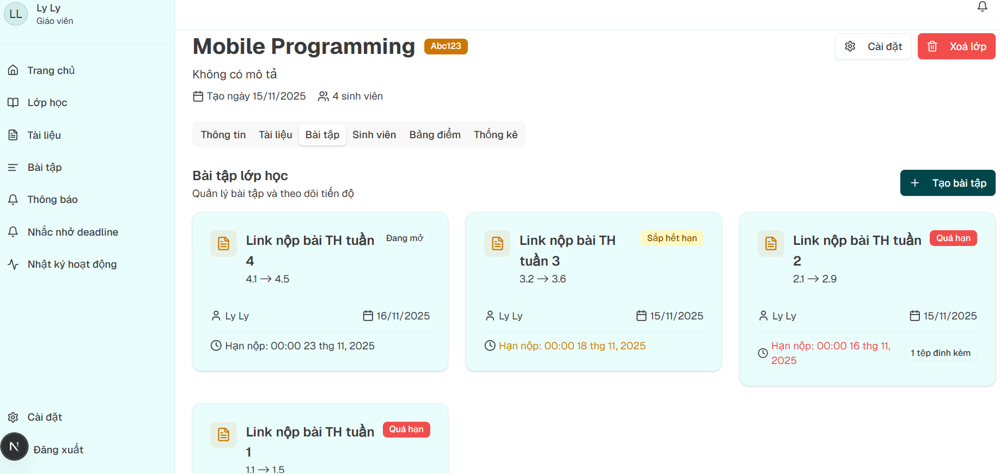 LL
Ly Ly
Giáo viên
Trang chủ
Lớp học
Tài liệu
Bài tập
Thông báo
Nhắc nhở deadline
Nhật ký hoạt động
Cài đặt
N
Đăng xuất
Mobile Programming
Abc123
Cài đặt
Xoá lớp
Không có mô tả
Tạo ngày 15/11/2025
4 sinh viên
Thông tin
Tài liệu
Bài tập
Sinh viên
Bảng điểm
Thống kê
Bài tập lớp học
Quản lý bài tập và theo dõi tiến độ
+ Tạo bài tập
Link nộp bài TH tuần
4
Đang mở
4.1 → 4.5
Ly Ly
16/11/2025
Hạn nộp: 00:00 23 thg 11, 2025
Link nộp bài TH
tuần 3
Sắp hết hạn
3.2 → 3.6
Ly Ly
15/11/2025
Hạn nộp: 00:00 18 thg 11, 2025
Link nộp bài TH tuần
2
Quá hạn
2.1 → 2.9
Ly Ly
15/11/2025
Hạn nộp: 00:00 16 thg 11,
2025
1 tệp đính kèm
Link nộp bài TH tuần
1
Quá hạn
1.1 → 1.5